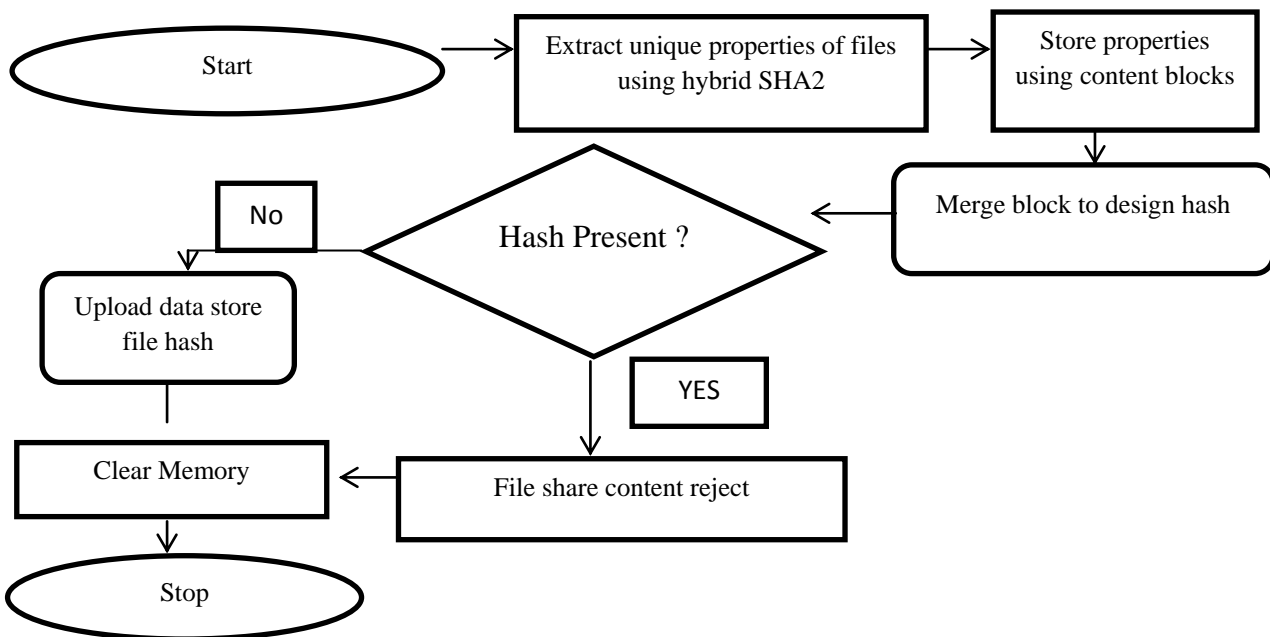 Start
Extract unique properties of files
using hybrid SHA2
Store properties
using content blocks
Merge block to design hash
Hash Present ?
No
Upload data store
file hash
YES
File share content reject
Clear Memory
Stop